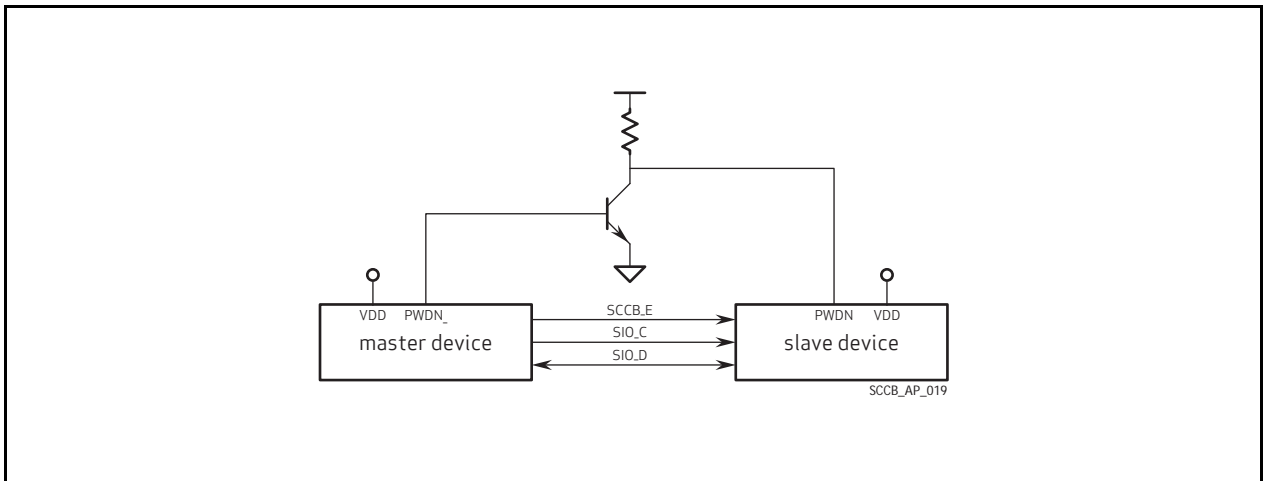 SCCB_E
VDD PWDN_
PWDN VDD
SIO_C
master device
slave device
SIO_D
SCCB_AP_019